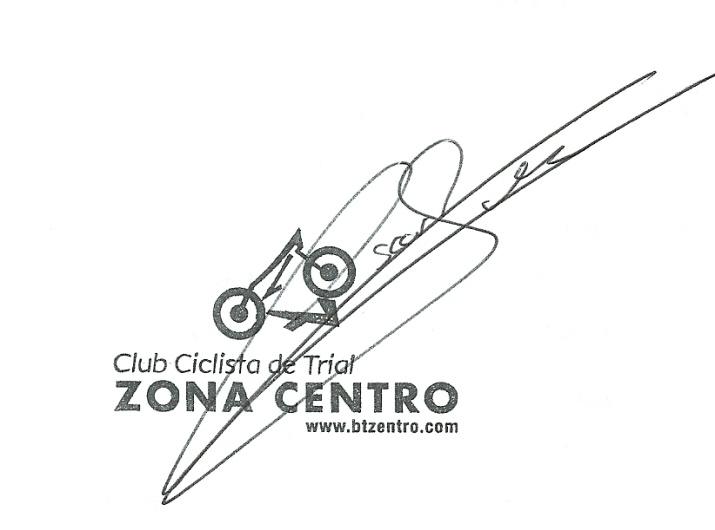 Club Ciclista de Trial
ZONA CENTRO
www.btzentro.com